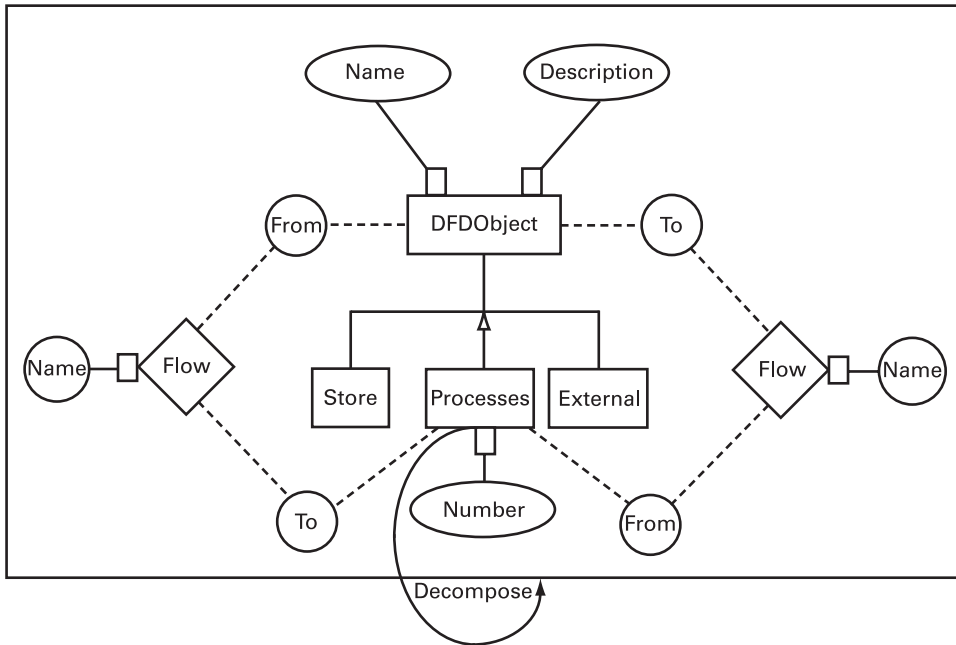 Name
Description
From
DFDObject
To
Name
Flow
Flow
Name
Store
Processes
External
To
Number
From
Decompose